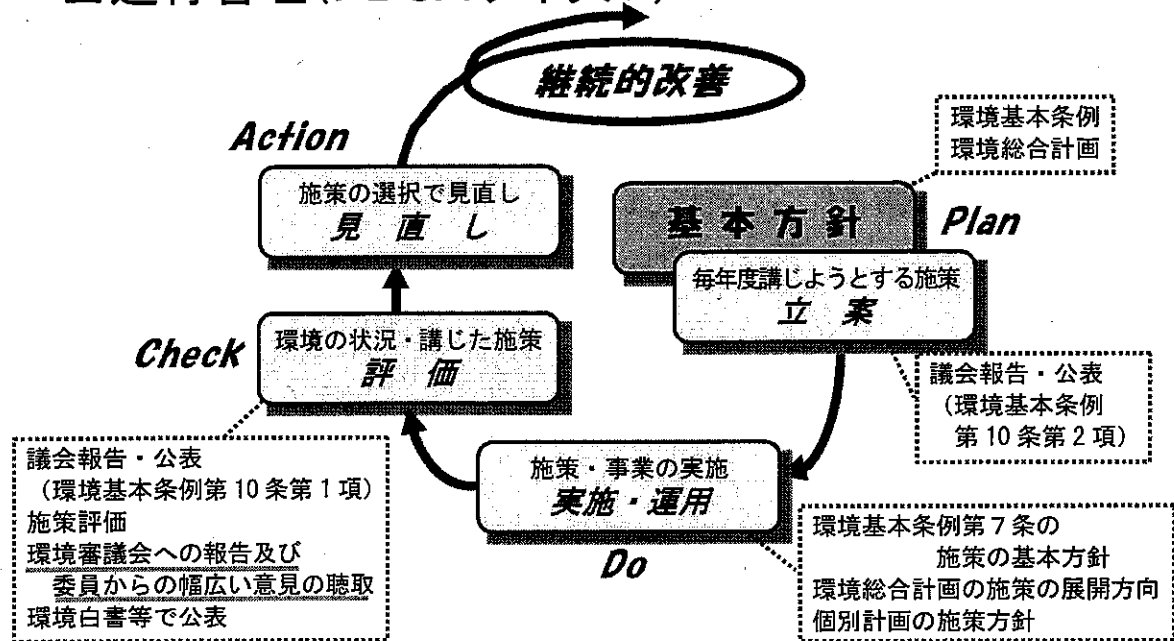 継続的改善
Action
施策の選択で見直し
見直し
環境基本条例
環境総合計画
基本方針
Plan
毎年度講じようとする施策
立案
議会報告・公表
(環境基本条例
第10条第2項)
Check
環境の状況・講じた施策
評価
議会報告・公表
(環境基本条例第10条第1項)
施策評価
環境審議会への報告及び
委員からの幅広い意見の聴取
環境白書等で公表
施策・事業の実施
実施・運用
Do
環境基本条例第7条の
施策の基本方針
環境総合計画の施策の展開方向
個別計画の施策方針